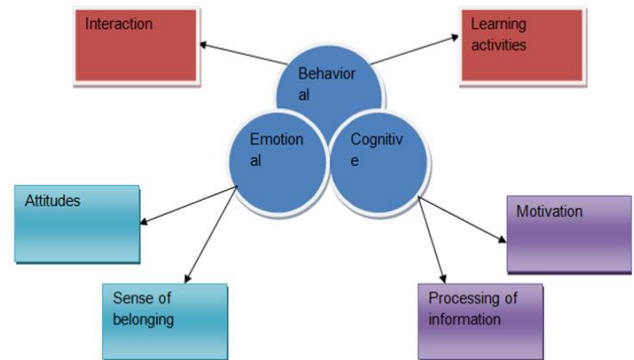 Interaction
Learning
activities
Behavior
al
Emotion
al
Cognitiv
e
Attitudes
Motivation
Sense of
belonging
Processing of
information